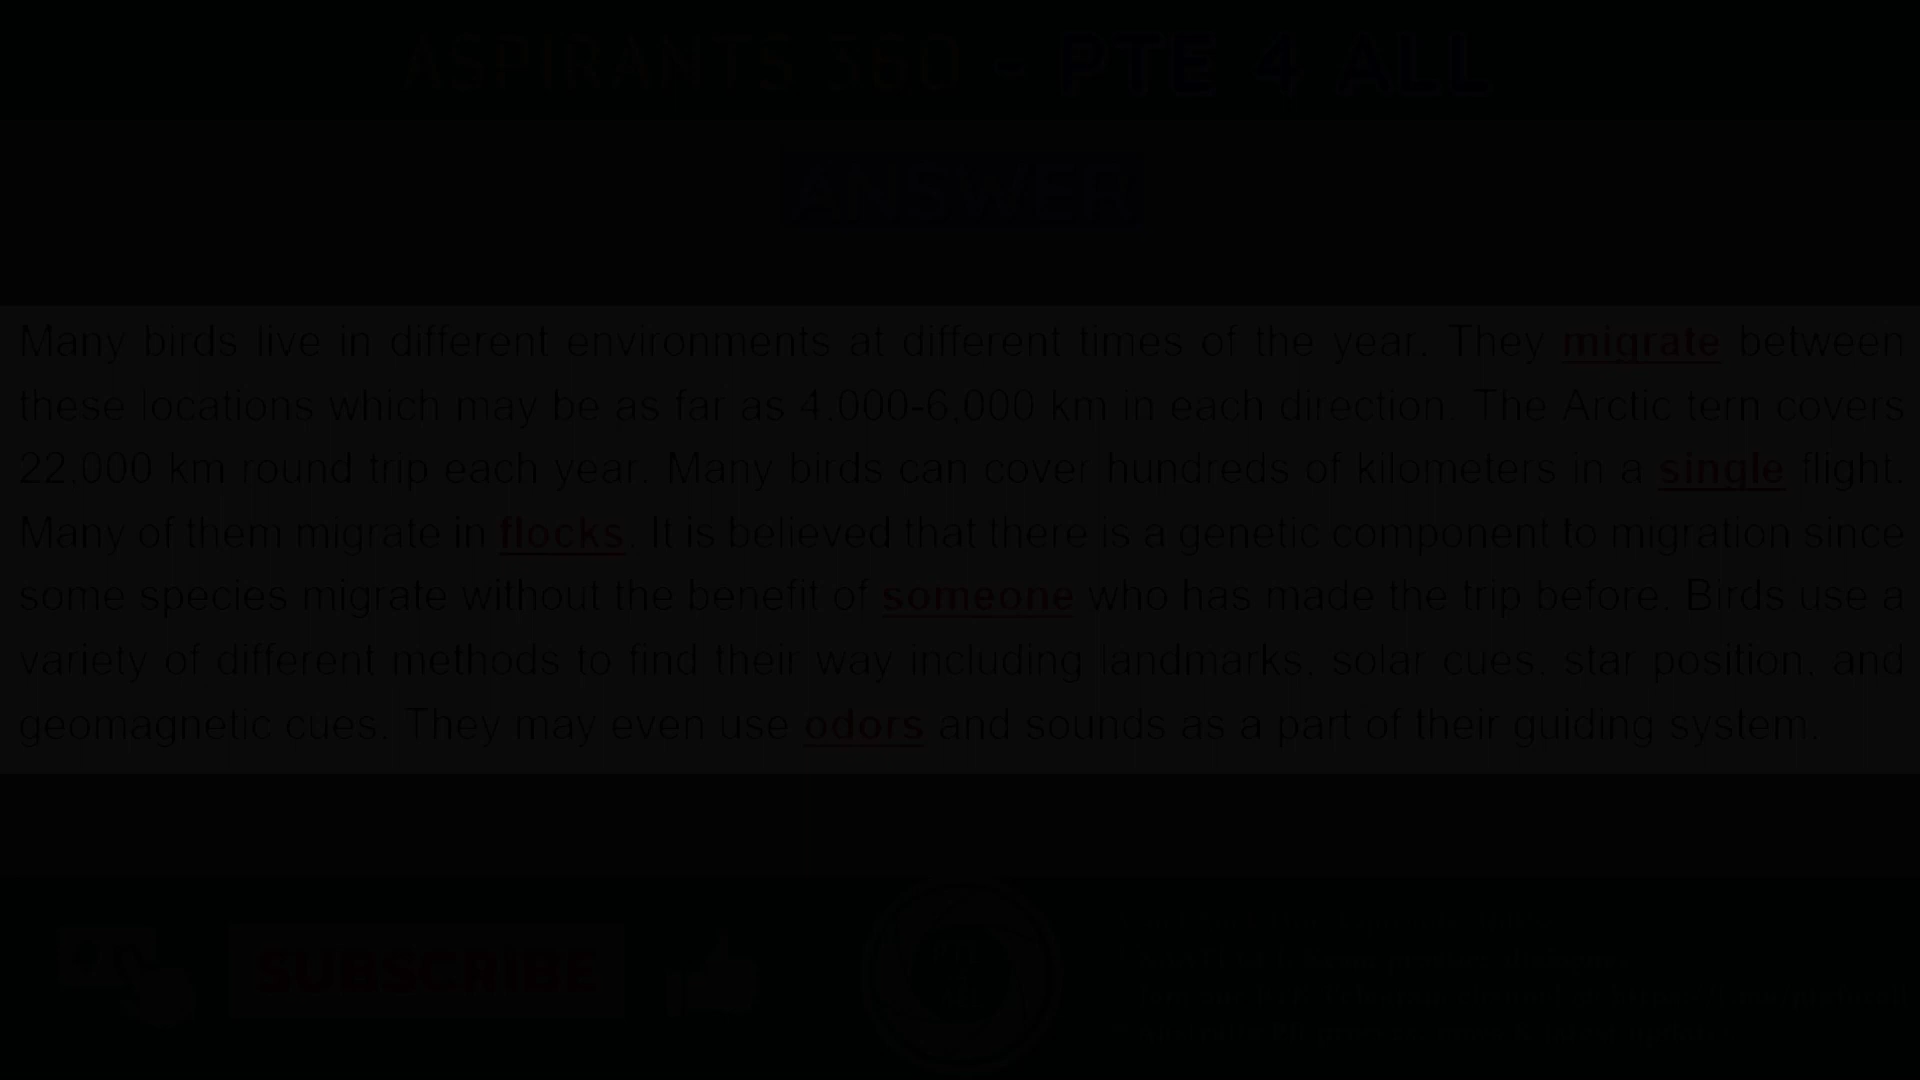 ASPIRANTS 360 - PTE 4 ALL
ANSWER
Many birds live in different environments at different times of the year. They migrate between
these locations which may be as far as 4,000-6,000 km in each direction. The Arctic tern covers
22,000 km round trip each year. Many birds can cover hundreds of kilometers in a single flight.
Many of them migrate in flocks. It is believed that there is a genetic component to migration since
some species migrate without the benefit of someone who has made the trip before. Birds use a
variety of different methods to find their way including landmarks, solar cues, star position, and
geomagnetic cues. They may even use odors and sounds as a part of their guiding system.
SUBSCRIBE